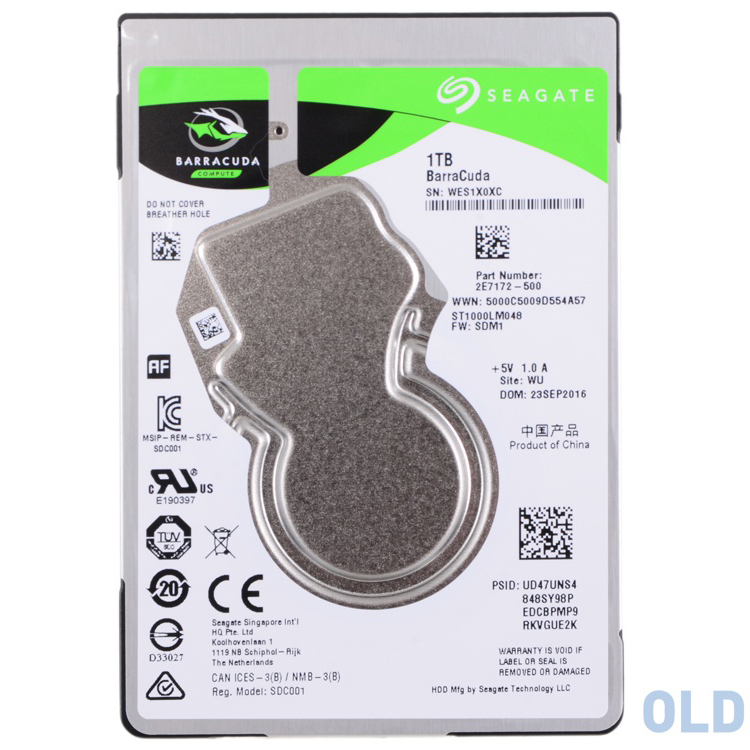 SEAGATE
BARRACUDA
COMPUTE
1TB
BarraCuda
SN: WES1X0XC
DO NOT COVER
BREATHER HOLE
Part Number:
2E7172-500
WWN: 5000C5009D554A57
ST1000LM048
FW: SDM1
+5V 1.0 A
Site: WU
DOM: 23SEP2016
AF
MSIP-REM-STX-
SDC001
中国产品
Product of China
c RU US
E190397
TUV
PSID: UD47UNS4
848SY98P
EDCBPMP9
RKVGUE2K
20
CE
D33027
Seagate Singapore Int'l
HQ Pte. Ltd
Koolhovenlaan 1
1119 NB Schiphol-Rijk
The Netherlands
CAN ICES-3(B) / NMB-3(B)
Reg. Model: SDC001
WARRANTY IS VOID IF
LABEL OR SEAL IS
REMOVED OR DAMAGED
HDD Mfg by Seagate Technology LLC
OLD